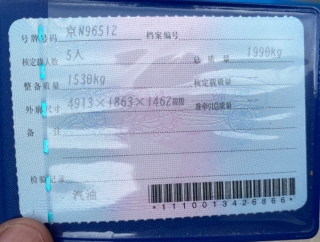 号牌号码 京N96512 档案编号
核定载人数 5人 总质量 1990kg
整备质量 1530kg 核定载质量
外廓尺寸 4913×1863×1462 准牵引总质量
备注
检验记录
汽油
*1110013426866*